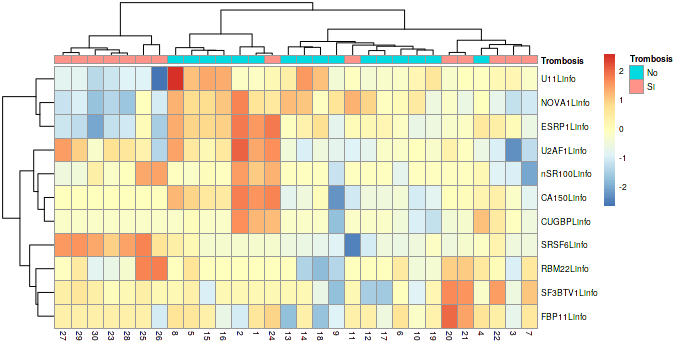 Trombosis
Trombosis
No
Si
2
1
0
-1
-2
U11Linfo
NOVA1Linfo
ESRP1Linfo
U2AF1Linfo
nSR100Linfo
CA150Linfo
CUGBPLinfo
SRSF6Linfo
RBM22Linfo
SF3BTV1Linfo
FBP11Linfo
27 29 30 23 28 25 26 8 5 15 16 2 1 24 13 14 18 9 11 12 17 6 10 19 20 21 4 22 3 7